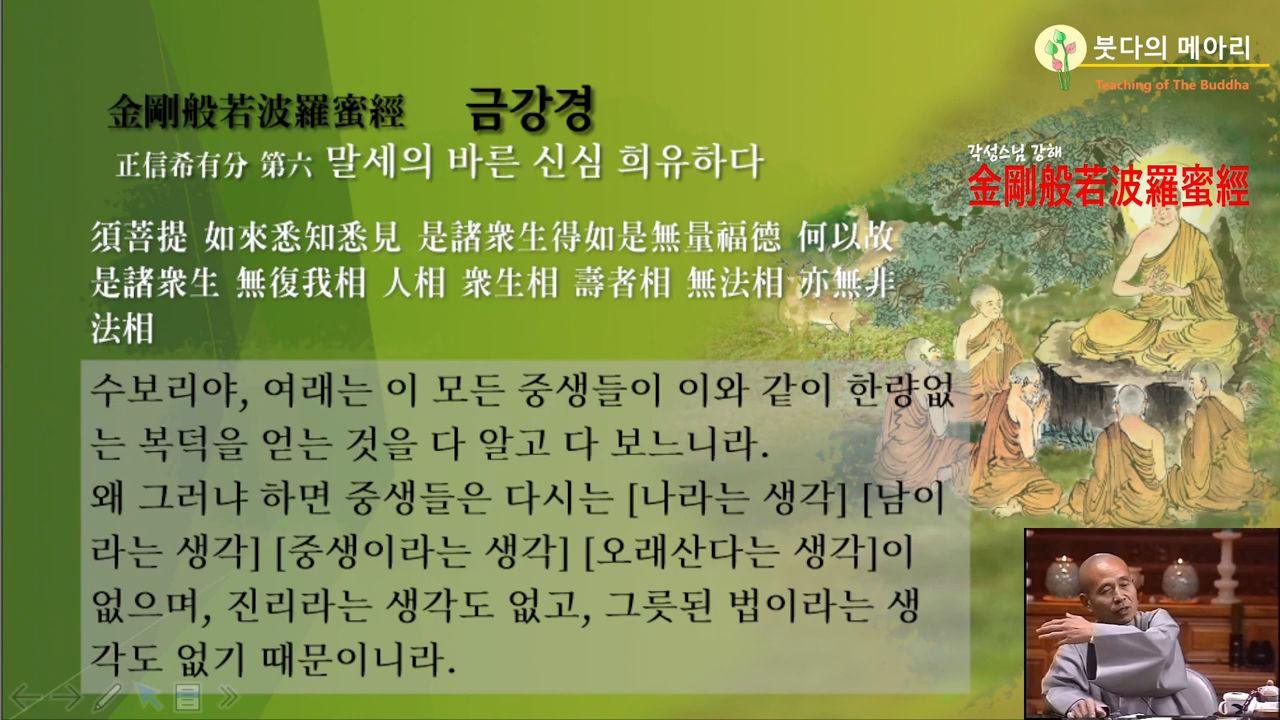 붓다의 메아리
Teaching of The Buddha
金剛般若波羅蜜經 금강경
正信希有分 第六 말세의 바른 신심 희유하다
각성스님 강해
金剛般若波羅蜜經
須菩提 如來悉知悉見 是諸衆生得如是無量福德 何以故
是諸衆生 無復我相 人相 衆生相 壽者相 無法相 亦無非
法相
수보리야, 여래는 이 모든 중생들이 이와 같이 한량없
는 복덕을 얻는 것을 다 알고 다 보느니라.
왜 그러냐 하면 중생들은 다시는 [나라는 생각] [남이
라는 생각] [중생이라는 생각] [오래산다는 생각]이
없으며, 진리라는 생각도 없고, 그릇된 법이라는 생
각도 없기 때문이니라.